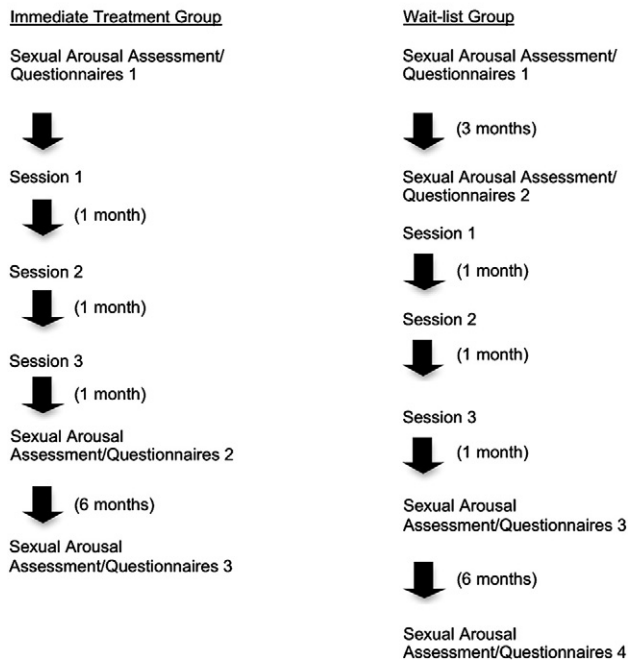 Immediate Treatment Group
Sexual Arousal Assessment/
Questionnaires 1
Session 1
(1 month)
Session 2
(1 month)
Session 3
(1 month)
Sexual Arousal
Assessment/Questionnaires 2
(6 months)
Sexual Arousal
Assessment/Questionnaires 3
Wait-list Group
Sexual Arousal Assessment/
Questionnaires 1
(3 months)
Sexual Arousal Assessment/
Questionnaires 2
Session 1
(1 month)
Session 2
(1 month)
Session 3
(1 month)
Sexual Arousal
Assessment/Questionnaires 3
(6 months)
Sexual Arousal
Assessment/Questionnaires 4